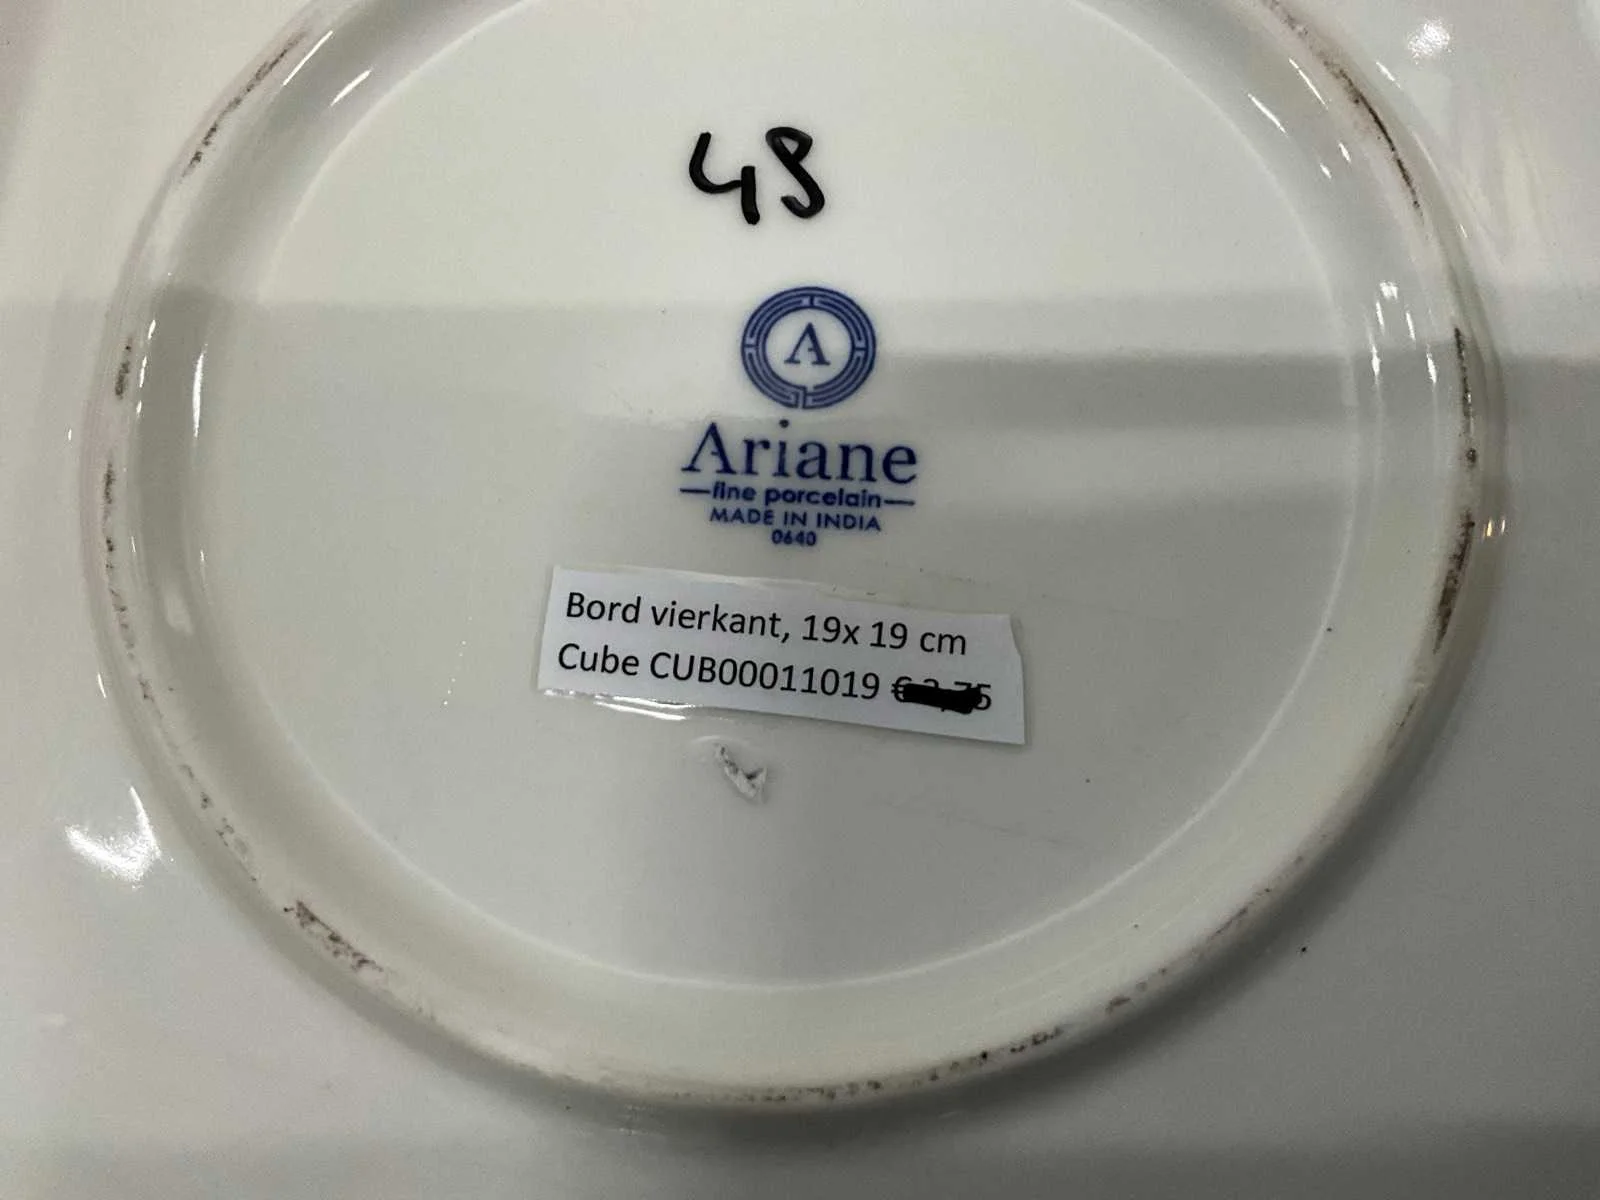 48
A
Ariane
fine porcelain
MADE IN INDIA
0640
Bord vierkant, 19x 19 cm
Cube CUB00011019 €